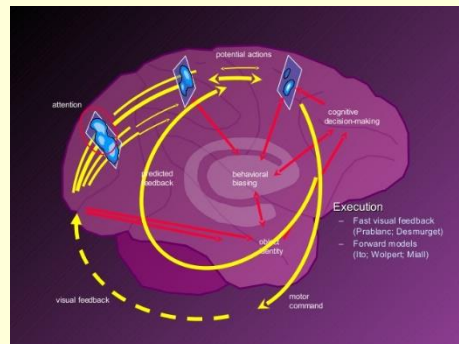 potential actions
attention
cognitive
decision-making
predicted
feedback
behavioral
biasing
Execution
– Fast visual feedback
(Prablanc; Desmurget)
– Forward models
(Ito; Wolpert; Miall)
object
identity
visual feedback
motor
command